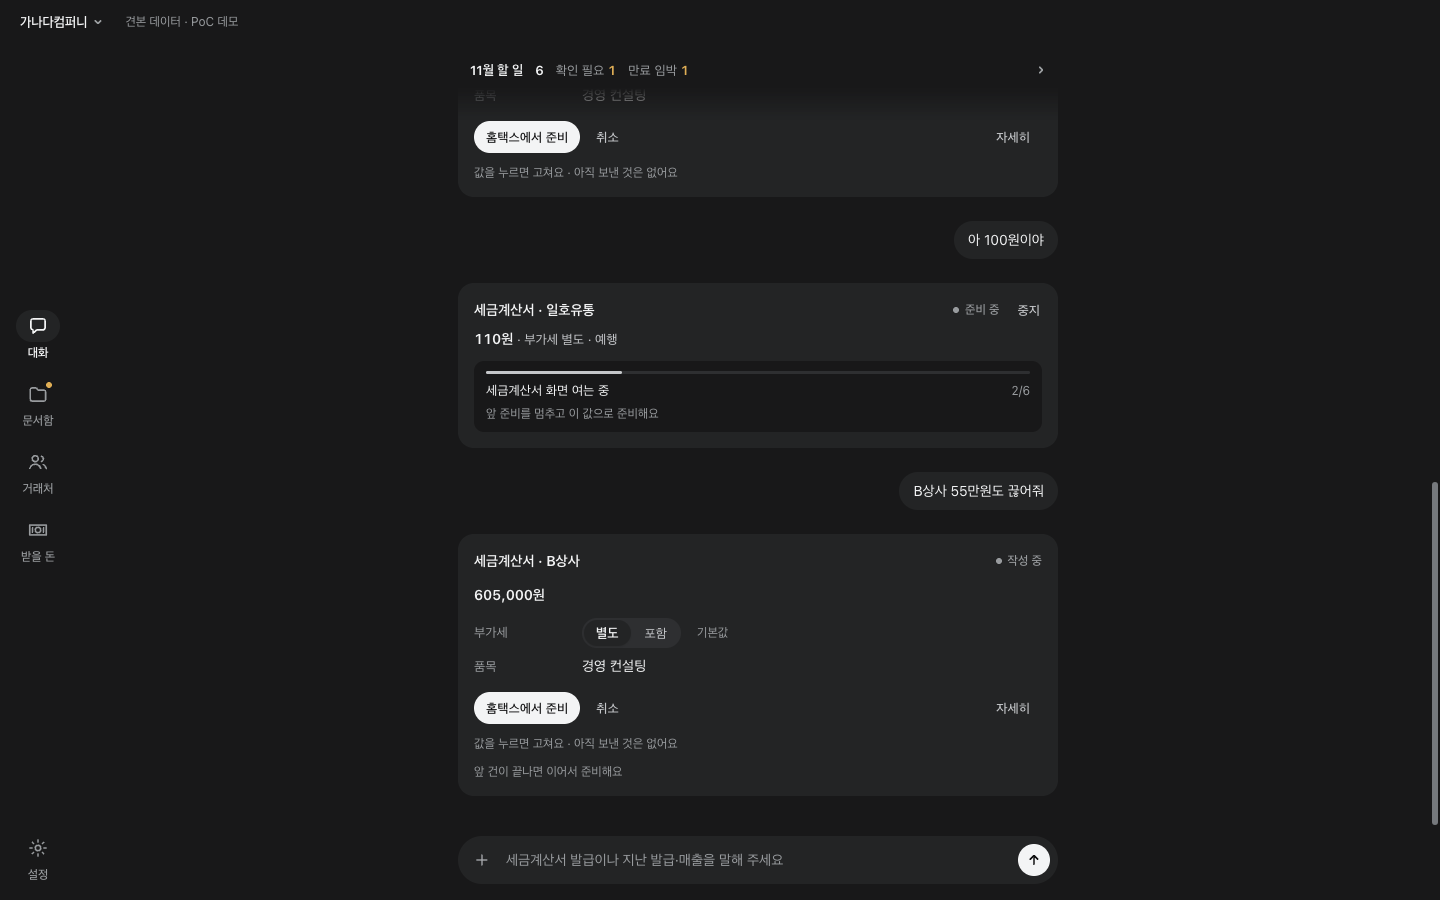 가나다컴퍼니
견본 데이터 · PoC 데모
11월 할 일 6 확인 필요 1 만료 임박 1
품목 경영 컨설팅
홈택스에서 준비 취소 자세히
값을 누르면 고쳐요 · 아직 보낸 것은 없어요
아 100원이야
세금계산서 · 일호유통 준비 중 중지
110원 · 부가세 별도 · 예행
세금계산서 화면 여는 중 2/6
앞 준비를 멈추고 이 값으로 준비해요
B상사 55만원도 끊어줘
세금계산서 · B상사 작성 중
605,000원
부가세 별도 포함 기본값
품목 경영 컨설팅
홈택스에서 준비 취소 자세히
값을 누르면 고쳐요 · 아직 보낸 것은 없어요
앞 건이 끝나면 이어서 준비해요
세금계산서 발급이나 지난 발급·매출을 말해 주세요
대화
문서함
거래처
받을 돈
설정